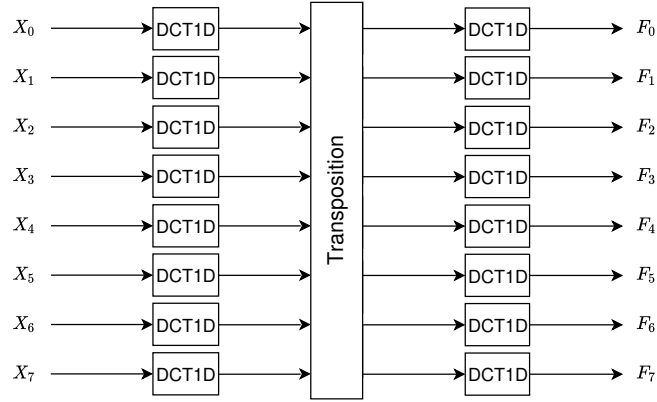 X₀ DCT1D DCT1D F₀
X₁ DCT1D DCT1D F₁
X₂ DCT1D DCT1D F₂
X₃ DCT1D DCT1D F₃
Transposition
X₄ DCT1D DCT1D F₄
X₅ DCT1D DCT1D F₅
X₆ DCT1D DCT1D F₆
X₇ DCT1D DCT1D F₇